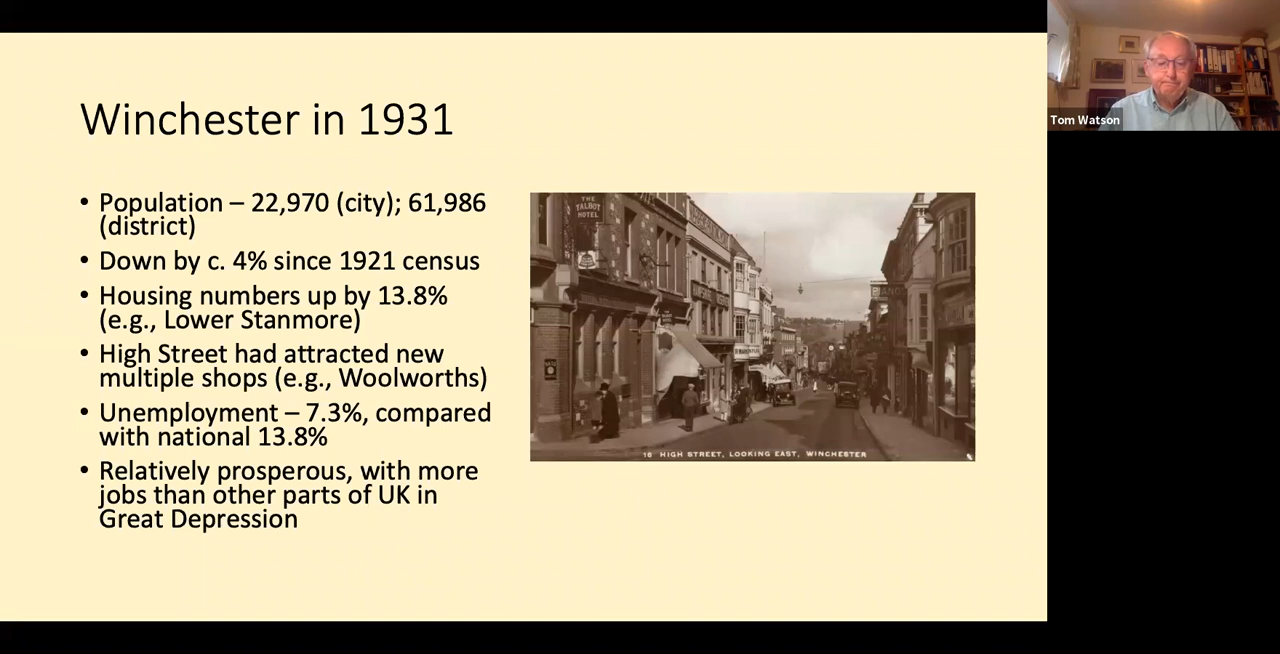 Winchester in 1931
• Population – 22,970 (city); 61,986
(district)
• Down by c. 4% since 1921 census
• Housing numbers up by 13.8%
(e.g., Lower Stanmore)
• High Street had attracted new
multiple shops (e.g., Woolworths)
• Unemployment – 7.3%, compared
with national 13.8%
• Relatively prosperous, with more
jobs than other parts of UK in
Great Depression
THE
TALBOT
HOTEL
18 HIGH STREET, LOOKING EAST, WINCHESTER
Tom Watson